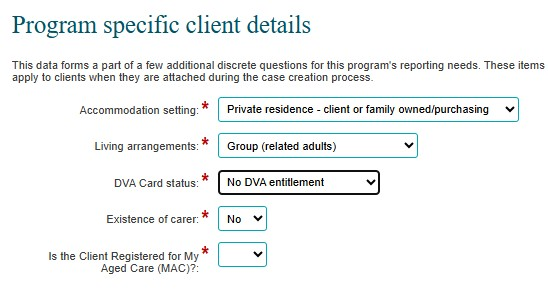 Program specific client details
This data forms a part of a few additional discrete questions for this program's reporting needs. These items
apply to clients when they are attached during the case creation process.
Accommodation setting: * Private residence - client or family owned/purchasing
Living arrangements: * Group (related adults)
DVA Card status: * No DVA entitlement
Existence of carer: * No
Is the Client Registered for My *
Aged Care (MAC)?: